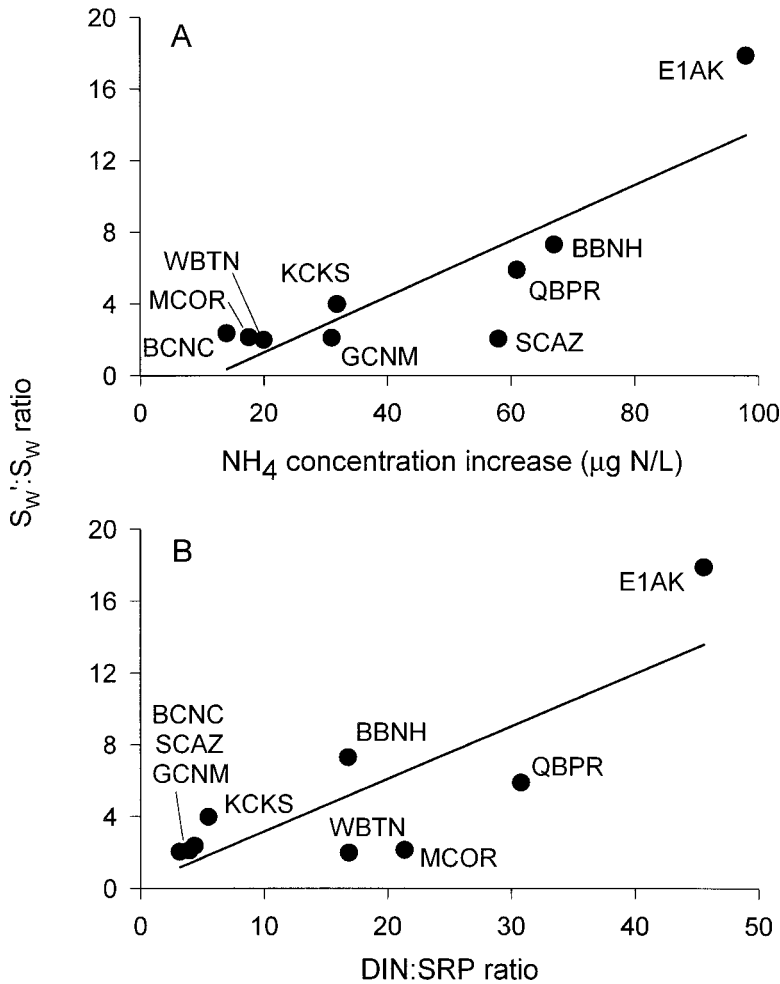 A
20
16
12
8
4
0
E1AK
BBNH
WBTN
KCKS
QBPR
MCOR
BCNC
GCNM
SCAZ
0 20 40 60 80 100
NH4 concentration increase (µg N/L)
SW':SW ratio
B
20
16
12
8
4
0
E1AK
BCNC
SCAZ
GCNM
BBNH
QBPR
KCKS
WBTN
MCOR
0 10 20 30 40 50
DIN:SRP ratio